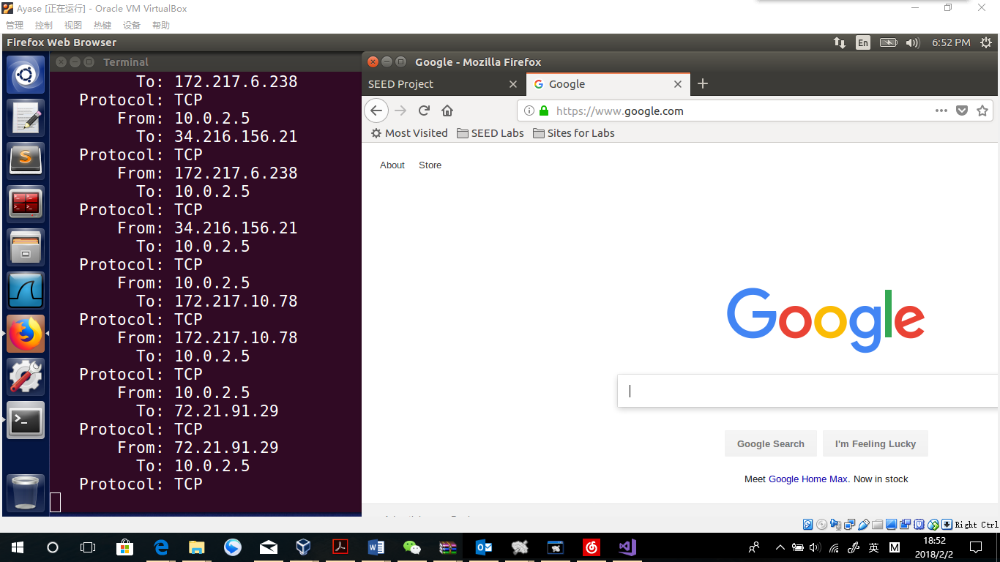 Ayase [正在运行] - Oracle VM VirtualBox
管理 控制 视图 热键 设备 帮助
Firefox Web Browser
En
6:52 PM
Terminal
To: 172.217.6.238
Protocol: TCP
From: 10.0.2.5
To: 34.216.156.21
Protocol: TCP
From: 172.217.6.238
To: 10.0.2.5
Protocol: TCP
From: 34.216.156.21
To: 10.0.2.5
Protocol: TCP
From: 10.0.2.5
To: 172.217.10.78
Protocol: TCP
From: 172.217.10.78
To: 10.0.2.5
Protocol: TCP
From: 10.0.2.5
To: 72.21.91.29
Protocol: TCP
From: 72.21.91.29
To: 10.0.2.5
Protocol: TCP
Google - Mozilla Firefox
SEED Project
Google
https://www.google.com
Most Visited SEED Labs Sites for Labs
About Store
Google
Google Search I'm Feeling Lucky
Meet Google Home Max. Now in stock
Right Ctrl
英
M
18:52
2018/2/2